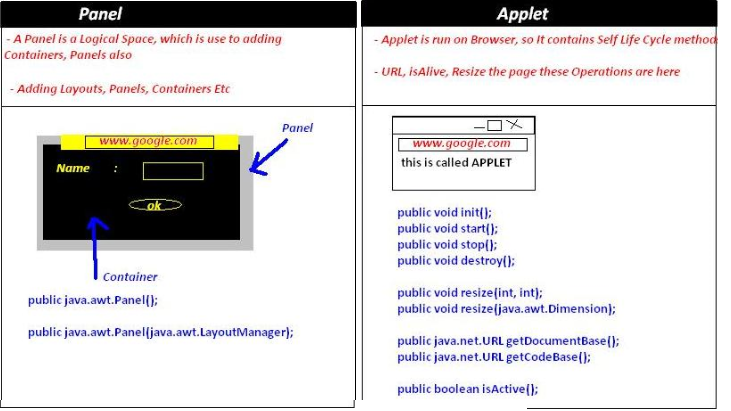 Panel
- A Panel is a Logical Space, which is use to adding
Containers, Panels also
- Adding Layouts, Panels, Containers Etc
www.google.com
Name :
ok
Panel
Container
public java.awt.Panel();
public java.awt.Panel(java.awt.LayoutManager);
Applet
- Applet is run on Browser, so It contains Self Life Cycle method
- URL, isAlive, Resize the page these Operations are here
www.google.com
this is called APPLET
public void init();
public void start();
public void stop();
public void destroy();
public void resize(int, int);
public void resize(java.awt.Dimension);
public java.net.URL getDocumentBase();
public java.net.URL getCodeBase();
public boolean isActive();